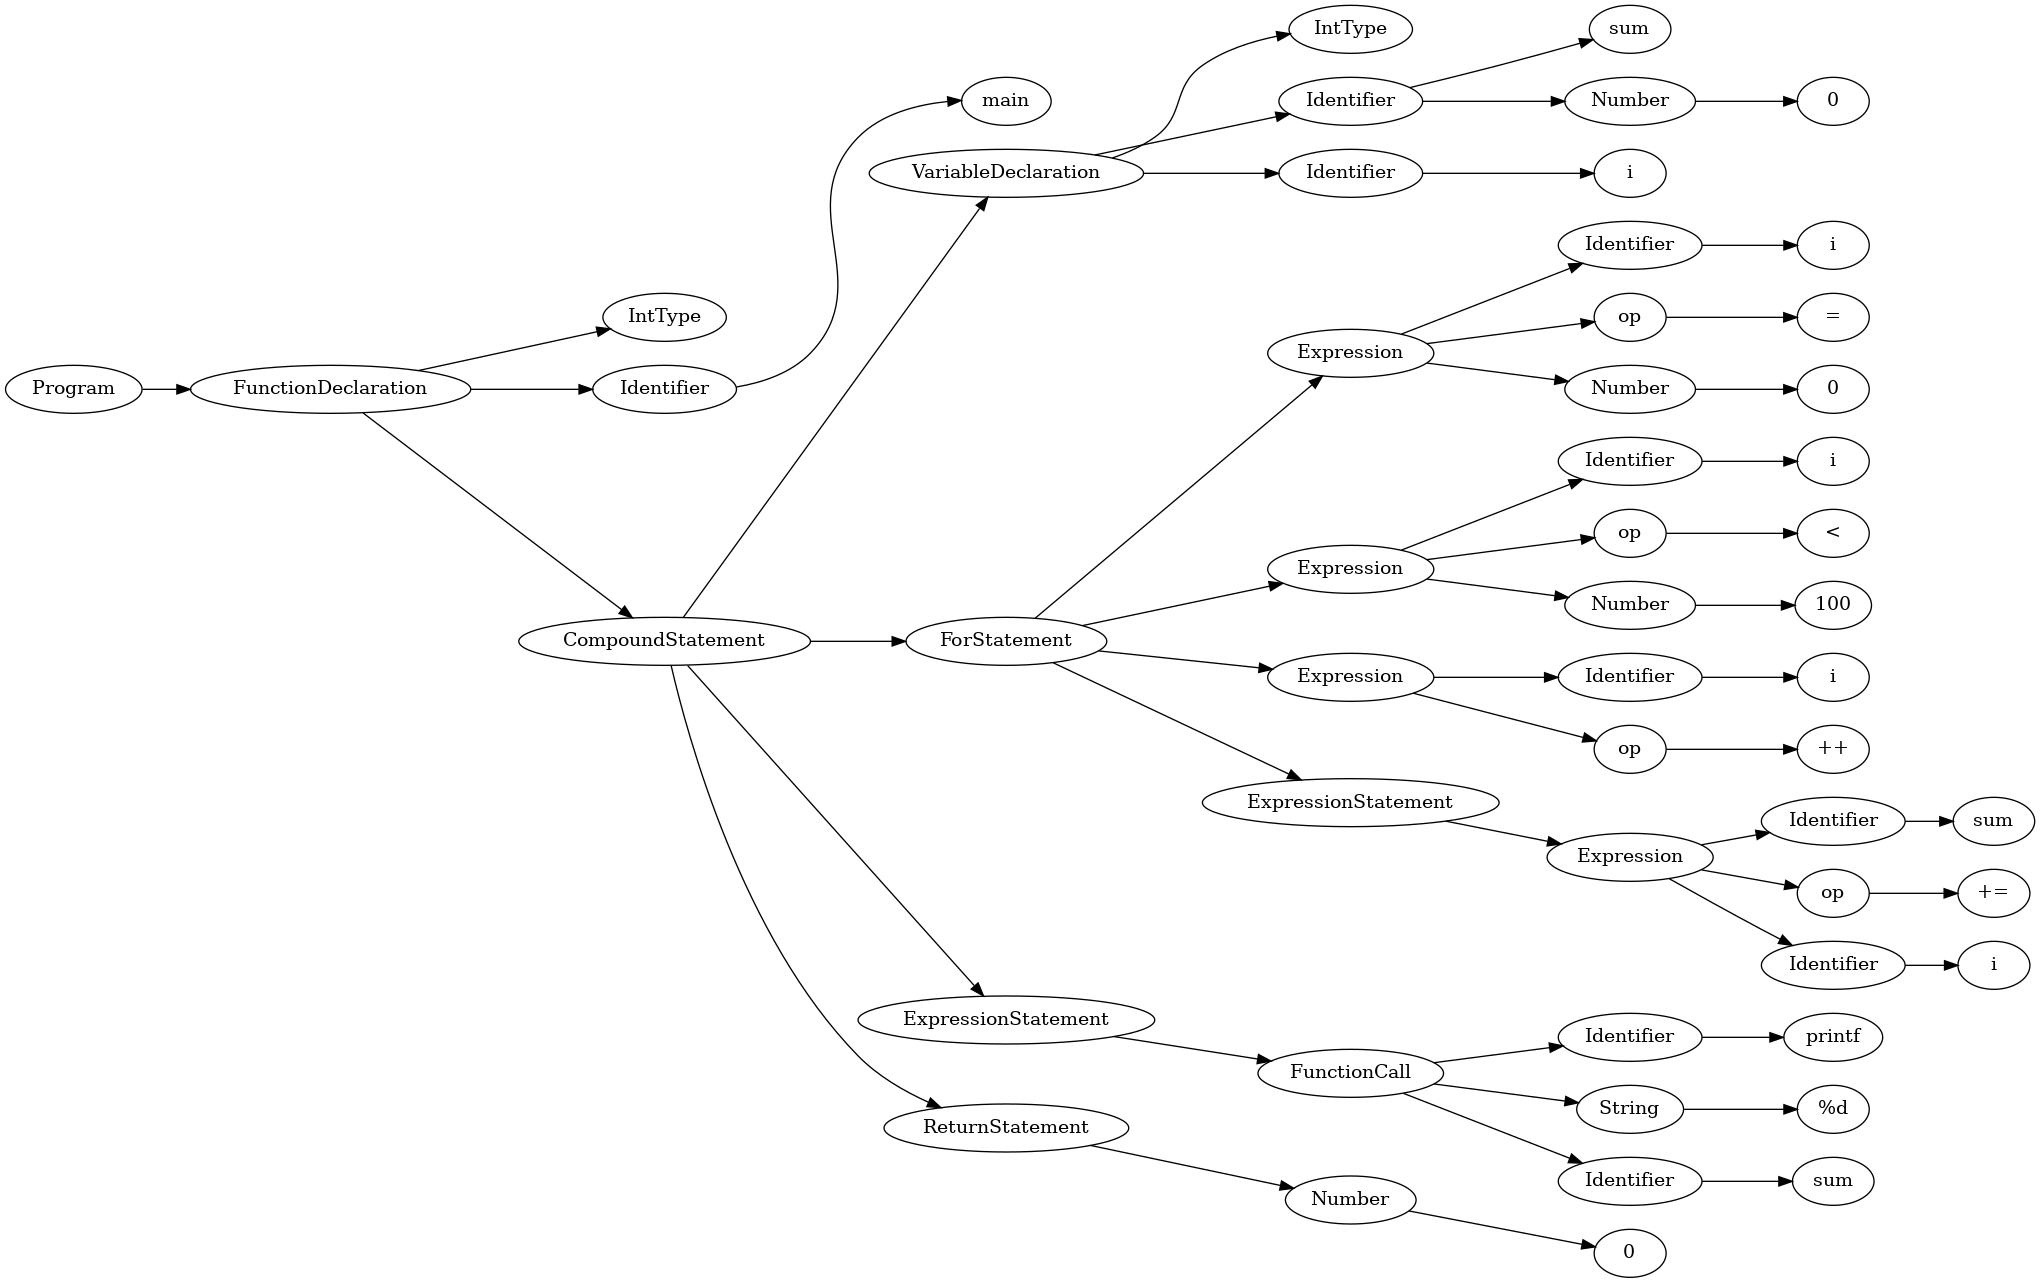 Program
FunctionDeclaration
IntType
Identifier
main
CompoundStatement
VariableDeclaration
IntType
Identifier
sum
Number
0
Identifier
i
ForStatement
Expression
Identifier
i
op
=
Number
0
Expression
Identifier
i
op
<
Number
100
Expression
Identifier
i
op
++
ExpressionStatement
Expression
Identifier
sum
op
+=
Identifier
i
ExpressionStatement
FunctionCall
Identifier
printf
String
%d
Identifier
sum
ReturnStatement
Number
0